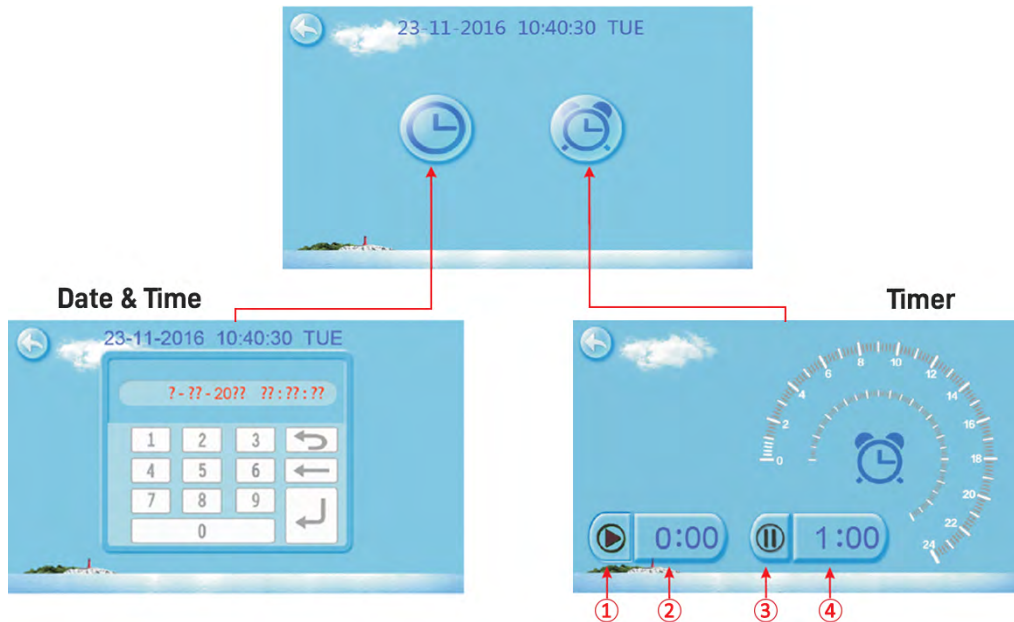 23-11-2016 10:40:30 TUE
Date & Time
23-11-2016 10:40:30 TUE
?-??-20?? ??:??:??
1 2 3
4 5 6
7 8 9
0
Timer
0 2 4 6 8 10 12 14 16 18 20 22 24
0:00 1:00
① ② ③ ④